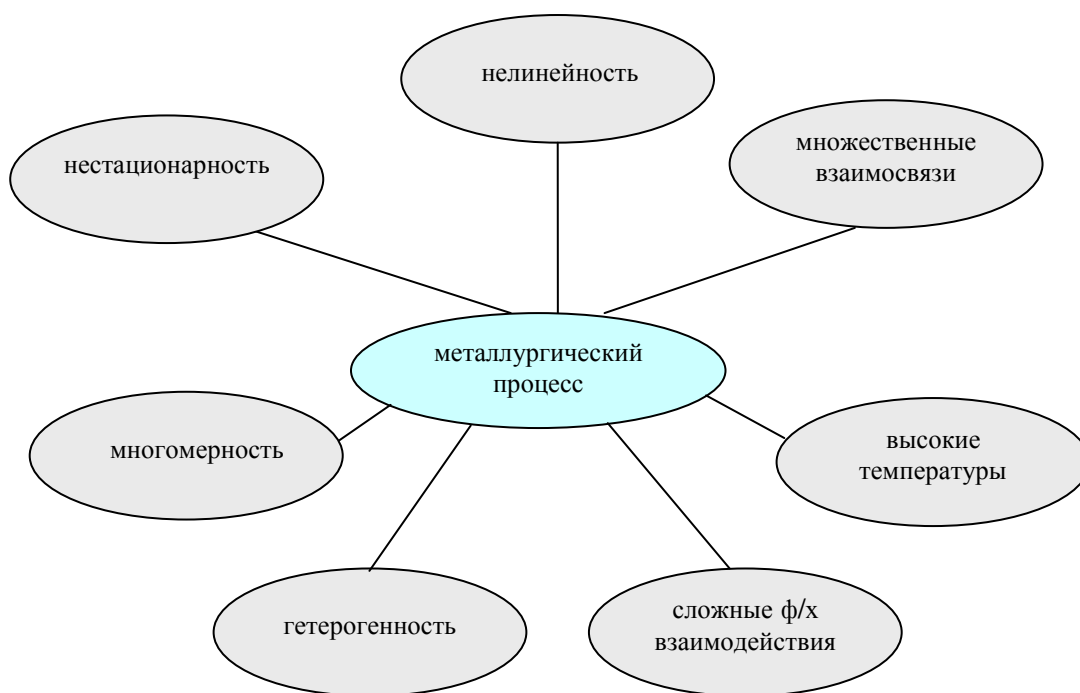 нелинейность
нестационарность
множественные
взаимосвязи
металлургический
процесс
многомерность
высокие
температуры
гетерогенность
сложные ф/х
взаимодействия